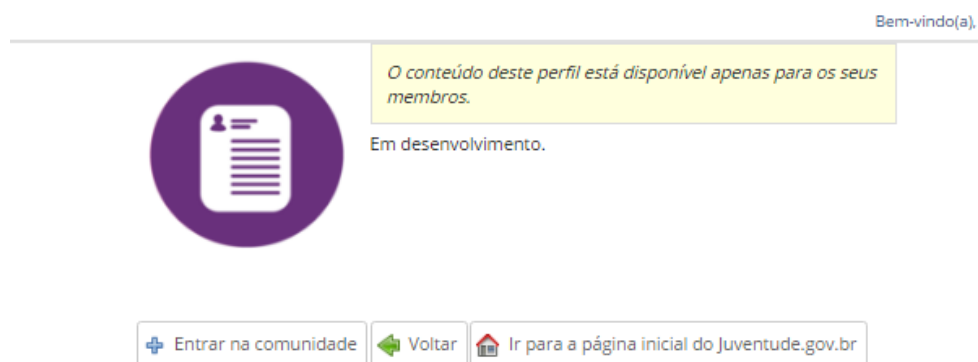 Bem-vindo(a),
O conteúdo deste perfil está disponível apenas para os seus
membros.
Em desenvolvimento.
Entrar na comunidade
Voltar
Ir para a página inicial do Juventude.gov.br